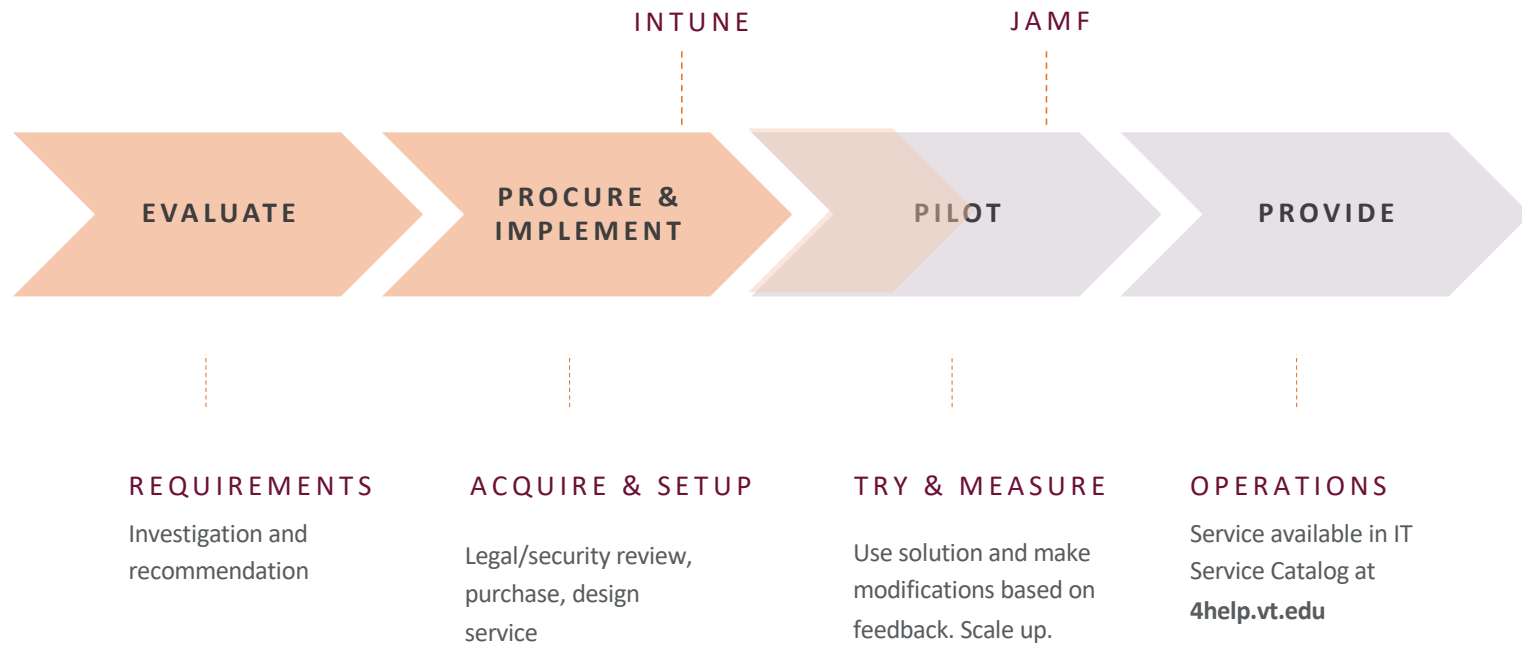 INTUNE
JAMF
EVALUATE
PROCURE &
IMPLEMENT
PILOT
PROVIDE
REQUIREMENTS
Investigation and
recommendation
ACQUIRE & SETUP
Legal/security review,
purchase, design
service
TRY & MEASURE
Use solution and make
modifications based on
feedback. Scale up.
OPERATIONS
Service available in IT
Service Catalog at
4help.vt.edu